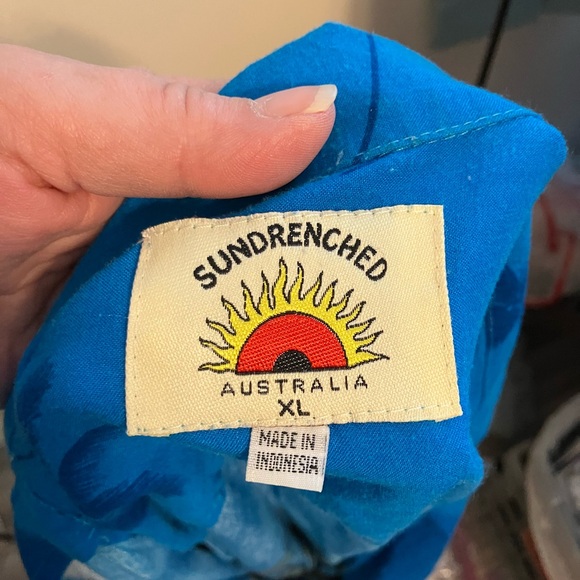 SUNDRENCHED
AUSTRALIA
XL
MADE IN
INDONESIA